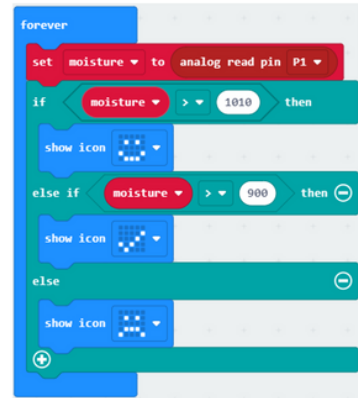 forever
set moisture to analog read pin P1
if moisture > 1010 then
show icon
else if moisture > 900 then
show icon
else
show icon